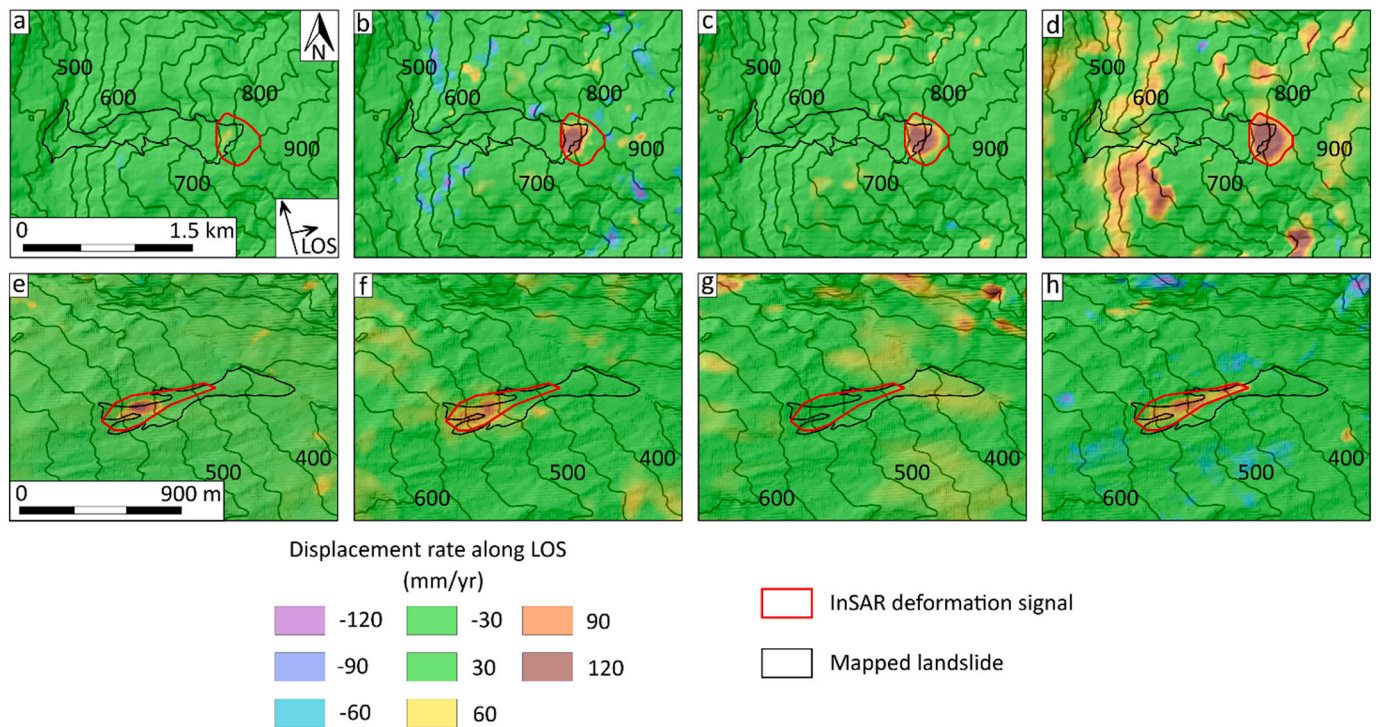 a
N
500
600
800
900
700
0
1.5 km
LOS
b
500
600
800
900
700
c
500
600
800
900
700
d
500
600
800
900
700
e
500
400
0
900 m
f
600
500
400
g
600
500
400
h
600
500
400
Displacement rate along LOS
(mm/yr)
-120
-30
90
InSAR deformation signal
-90
30
120
Mapped landslide
-60
60